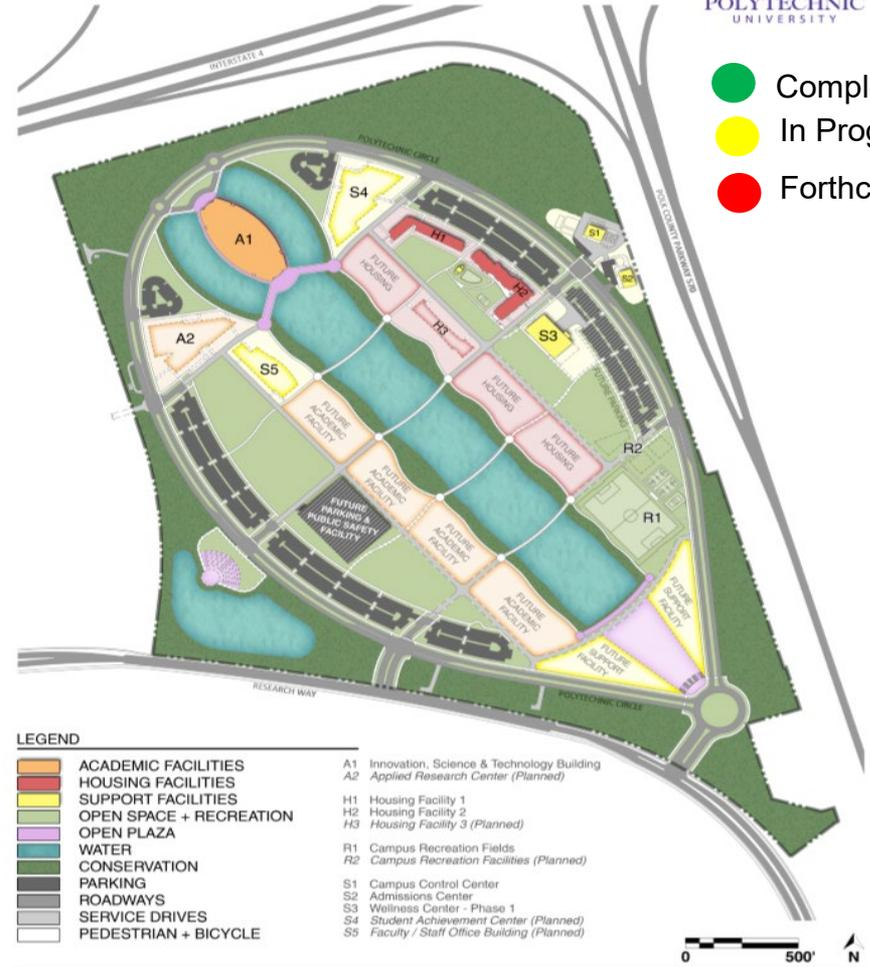 POLYTECHNIC
UNIVERSITY
INTERSTATE 4
POLYTECHNIC CIRCLE
POLK COUNTY PARKWAY 570
S4
A1
H1
S1
S2
FUTURE
HOUSING
H2
H3
S3
A2
S5
FUTURE PARKING
FUTURE
HOUSING
FUTURE
ACADEMIC
FACILITY
FUTURE
HOUSING
R2
R1
FUTURE
ACADEMIC
FACILITY
FUTURE
PARKING &
PUBLIC SAFETY
FACILITY
FUTURE
ACADEMIC
FACILITY
FUTURE
SUPPORT
FACILITY
FUTURE
ACADEMIC
FACILITY
FUTURE
SUPPORT
FACILITY
RESEARCH WAY
POLYTECHNIC CIRCLE
LEGEND
ACADEMIC FACILITIES
HOUSING FACILITIES
SUPPORT FACILITIES
OPEN SPACE + RECREATION
OPEN PLAZA
WATER
CONSERVATION
PARKING
ROADWAYS
SERVICE DRIVES
PEDESTRIAN + BICYCLE
A1 Innovation, Science & Technology Building
A2 Applied Research Center (Planned)
H1 Housing Facility 1
H2 Housing Facility 2
H3 Housing Facility 3 (Planned)
R1 Campus Recreation Fields
R2 Campus Recreation Facilities (Planned)
S1 Campus Control Center
S2 Admissions Center
S3 Wellness Center - Phase 1
S4 Student Achievement Center (Planned)
S5 Faculty / Staff Office Building (Planned)
0 500'
N
Compl
In Prog
Forthc